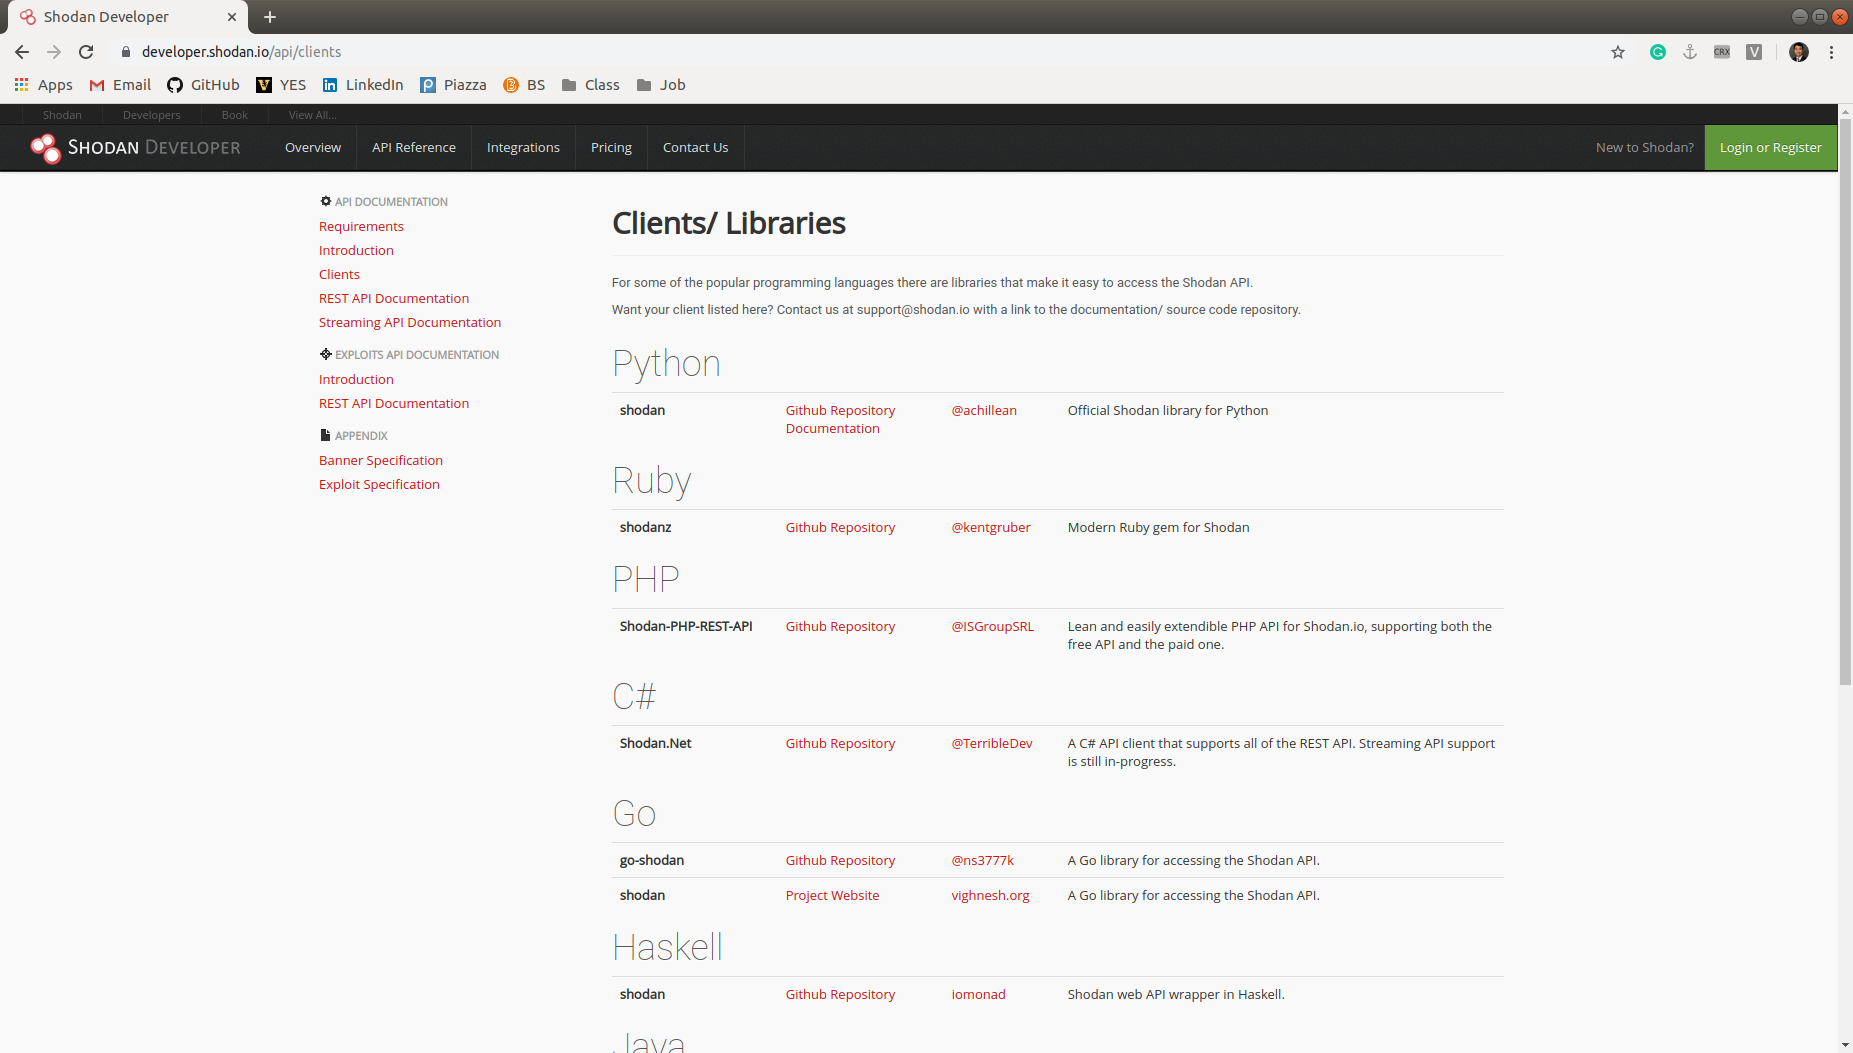 Shodan Developer
developer.shodan.io/api/clients
CRX
V
Apps
Email
GitHub
YES
LinkedIn
Piazza
BS
Class
Job
Shodan
Developers
Book
View All...
SHODAN DEVELOPER
Overview
API Reference
Integrations
Pricing
Contact Us
New to Shodan?
Login or Register
API DOCUMENTATION
Requirements
Introduction
Clients
REST API Documentation
Streaming API Documentation
EXPLOITS API DOCUMENTATION
Introduction
REST API Documentation
APPENDIX
Banner Specification
Exploit Specification
Clients/ Libraries
For some of the popular programming languages there are libraries that make it easy to access the Shodan API.
Want your client listed here? Contact us at support@shodan.io with a link to the documentation/ source code repository.
Python
shodan Github Repository @achillean Official Shodan library for Python
Documentation
Ruby
shodanz Github Repository @kentgruber Modern Ruby gem for Shodan
PHP
Shodan-PHP-REST-API Github Repository @ISGroupSRL Lean and easily extendible PHP API for Shodan.io, supporting both the
free API and the paid one.
C#
Shodan.Net Github Repository @TerribleDev A C# API client that supports all of the REST API. Streaming API support
is still in-progress.
Go
go-shodan Github Repository @ns3777k A Go library for accessing the Shodan API.
shodan Project Website vighnesh.org A Go library for accessing the Shodan API.
Haskell
shodan Github Repository iomonad Shodan web API wrapper in Haskell.
Java